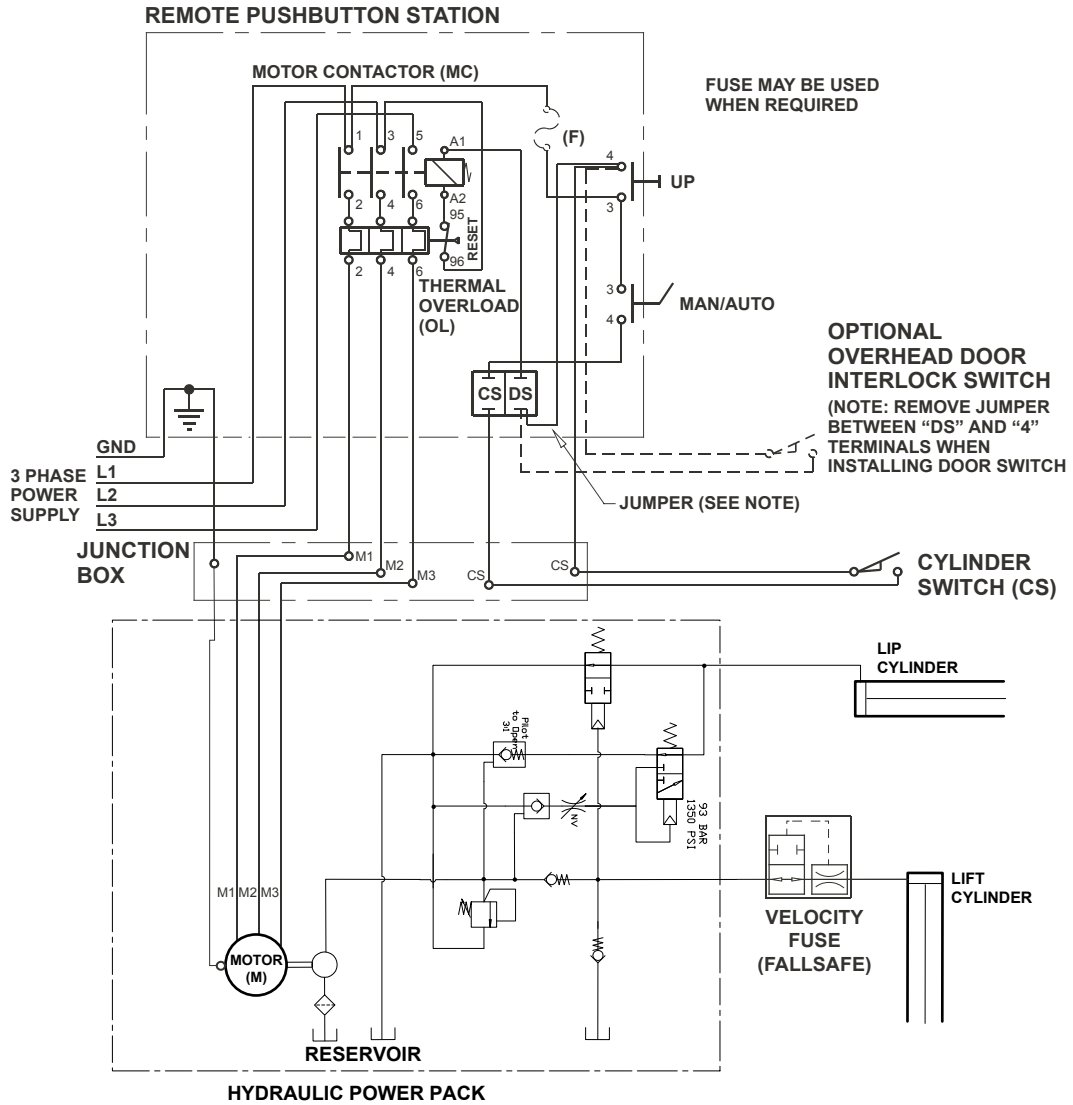 REMOTE PUSHBUTTON STATION
MOTOR CONTACTOR (MC)
FUSE MAY BE USED
WHEN REQUIRED
(F)
1
3
5
A1
4
UP
2
4
6
A2
3
95
RESET
96
2
4
6
THERMAL
OVERLOAD
(OL)
3
MAN/AUTO
4
OPTIONAL
OVERHEAD DOOR
INTERLOCK SWITCH
(NOTE: REMOVE JUMPER
BETWEEN “DS” AND “4”
TERMINALS WHEN
INSTALLING DOOR SWITCH
CS
DS
GND
3 PHASE
POWER
SUPPLY
L1
L2
L3
JUMPER (SEE NOTE)
JUNCTION
BOX
M1
M2
M3
CS
CS
CYLINDER
SWITCH (CS)
LIP
CYLINDER
Pilot
to Open
3:1
NV
93 BAR
1350 PSI
M1
M2
M3
LIFT
CYLINDER
VELOCITY
FUSE
(FALLSAFE)
MOTOR
(M)
RESERVOIR
HYDRAULIC POWER PACK